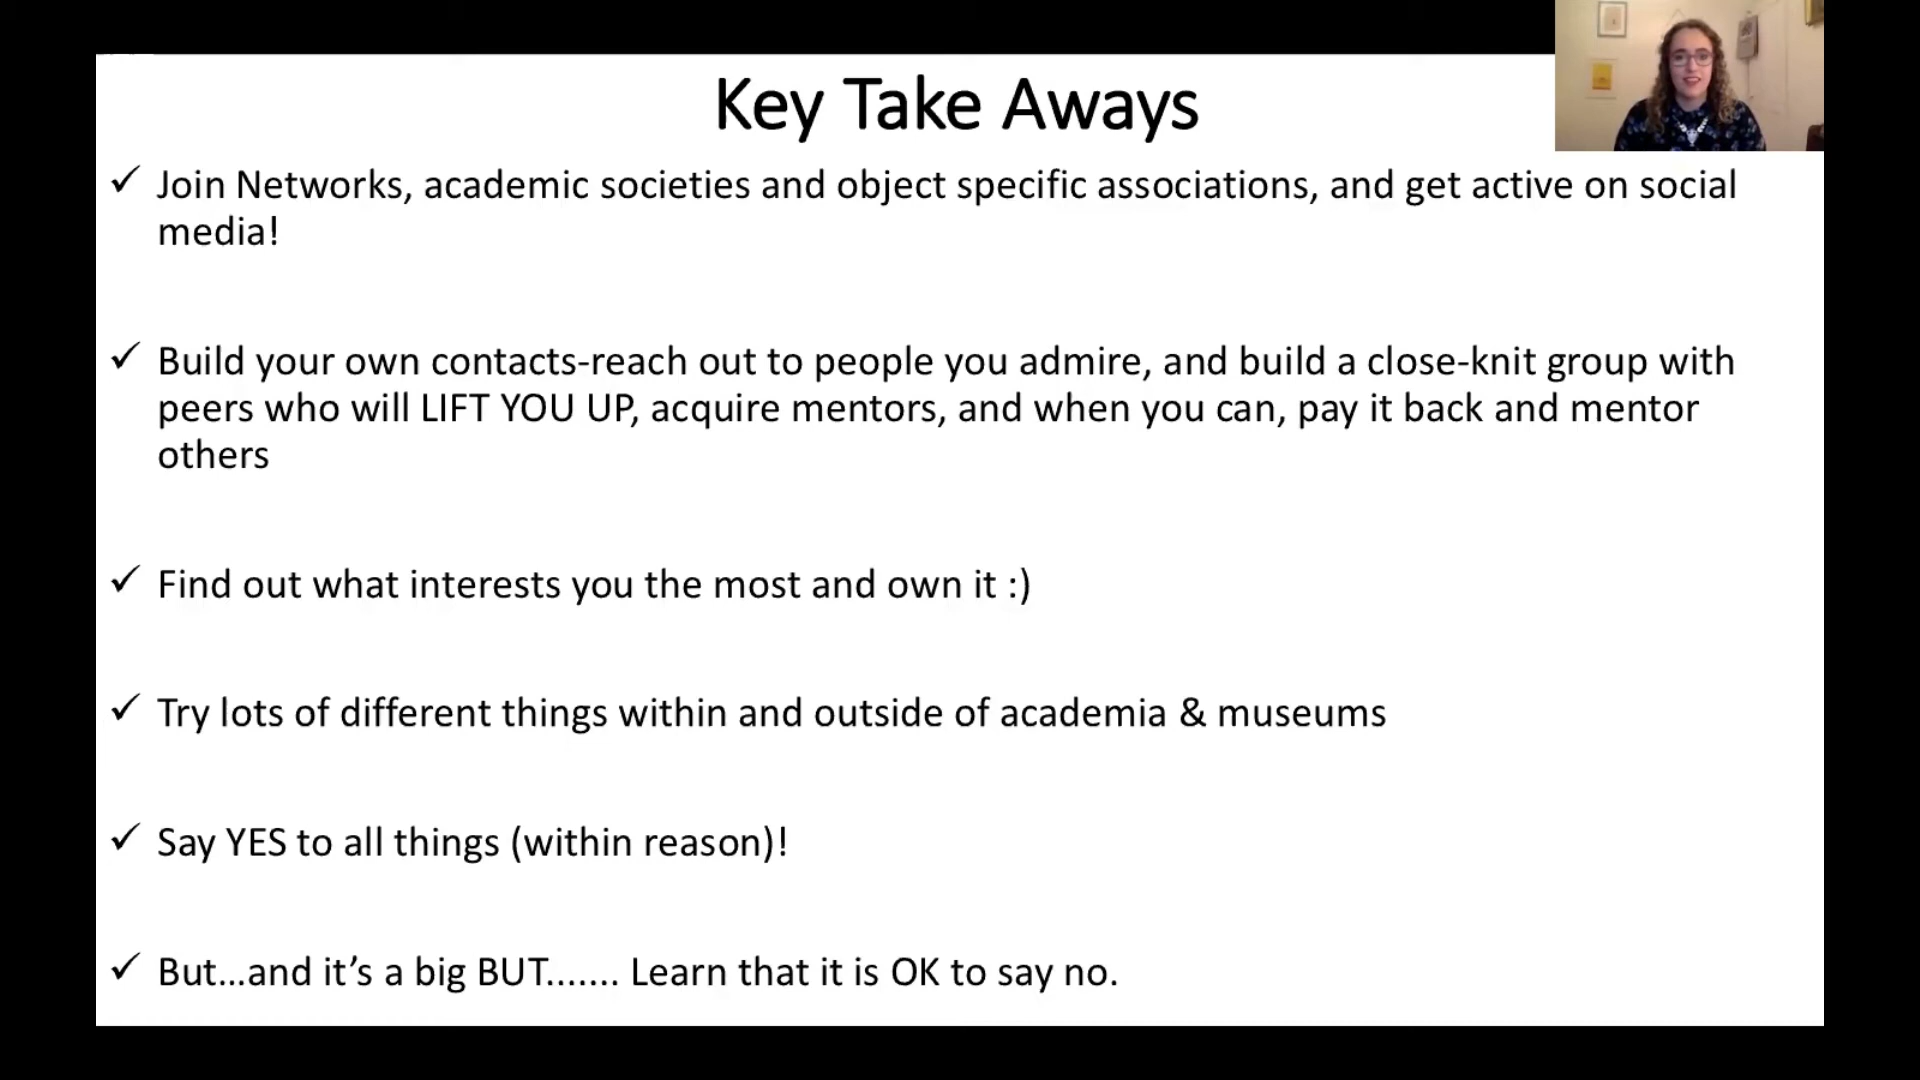 Key Take Aways
✓ Join Networks, academic societies and object specific associations, and get active on social
media!
✓ Build your own contacts-reach out to people you admire, and build a close-knit group with
peers who will LIFT YOU UP, acquire mentors, and when you can, pay it back and mentor
others
✓ Find out what interests you the most and own it :)
✓ Try lots of different things within and outside of academia & museums
✓ Say YES to all things (within reason)!
✓ But...and it’s a big BUT....... Learn that it is OK to say no.